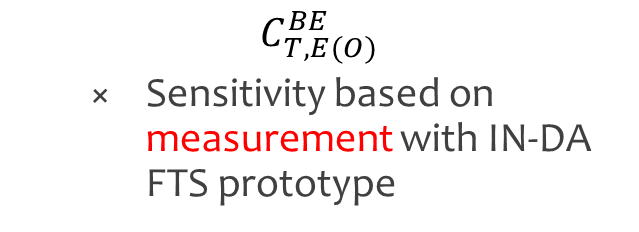 C^{BE}_{T,E(O)}
× Sensitivity based on
measurement with IN-DA
FTS prototype